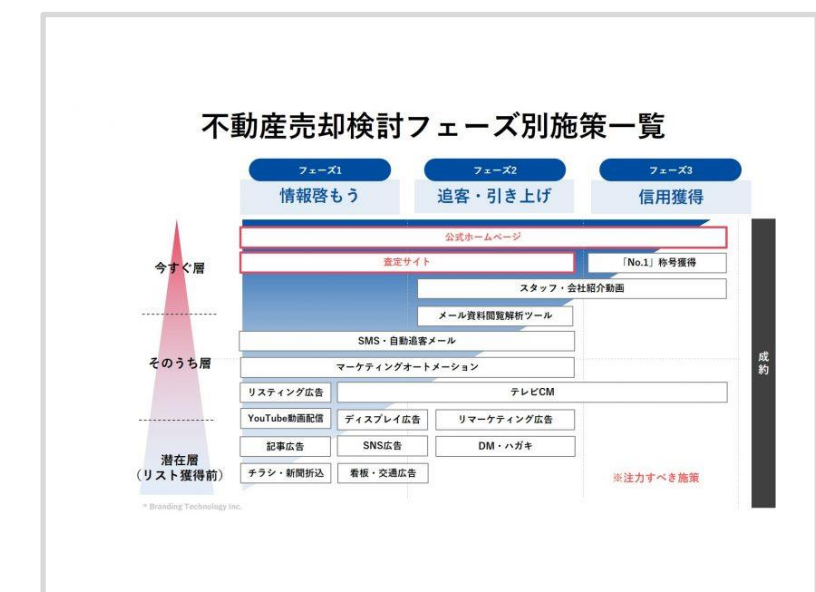 不動産売却検討フェーズ別施策一覧
フェーズ1
フェーズ2
フェーズ3
情報啓もう
追客・引き上げ
信用獲得
公式ホームページ
今すぐ層
査定サイト
「No.1」称号獲得
スタッフ・会社紹介動画
メール資料閲覧解析ツール
SMS・自動追客メール
そのうち層
マーケティングオートメーション
成約
リスティング広告
テレビCM
YouTube動画配信
ディスプレイ広告
リマーケティング広告
記事広告
SNS広告
DM・ハガキ
潜在層
(リスト獲得前)
チラシ・新聞折込
看板・交通広告
※注力すべき施策
* Branding Technology Inc.